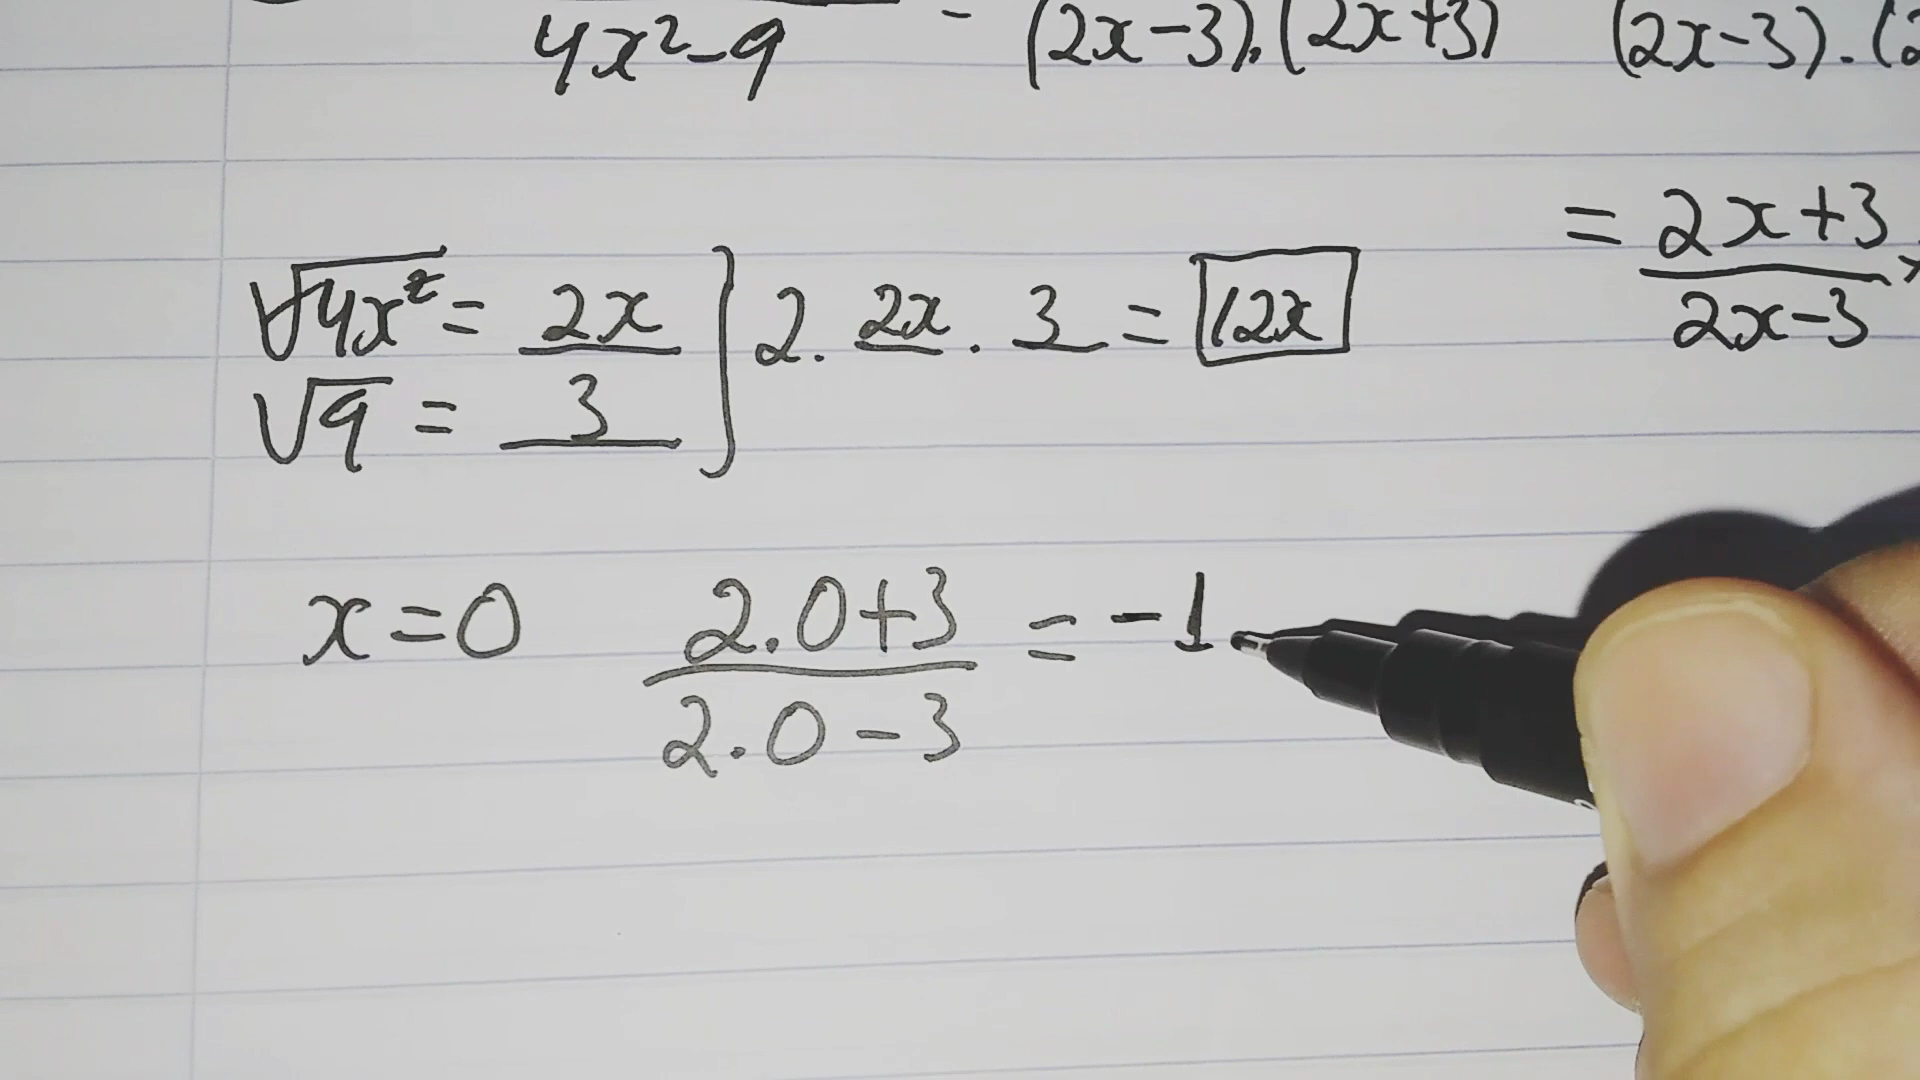 4x²-9 = (2x-3).(2x+3) (2x-3).(2
= 2x+3
2x-3
√4x² = 2x } 2. 2x . 3 = 12x
√9 = 3
x=0 2.0+3 = -1
2.0-3